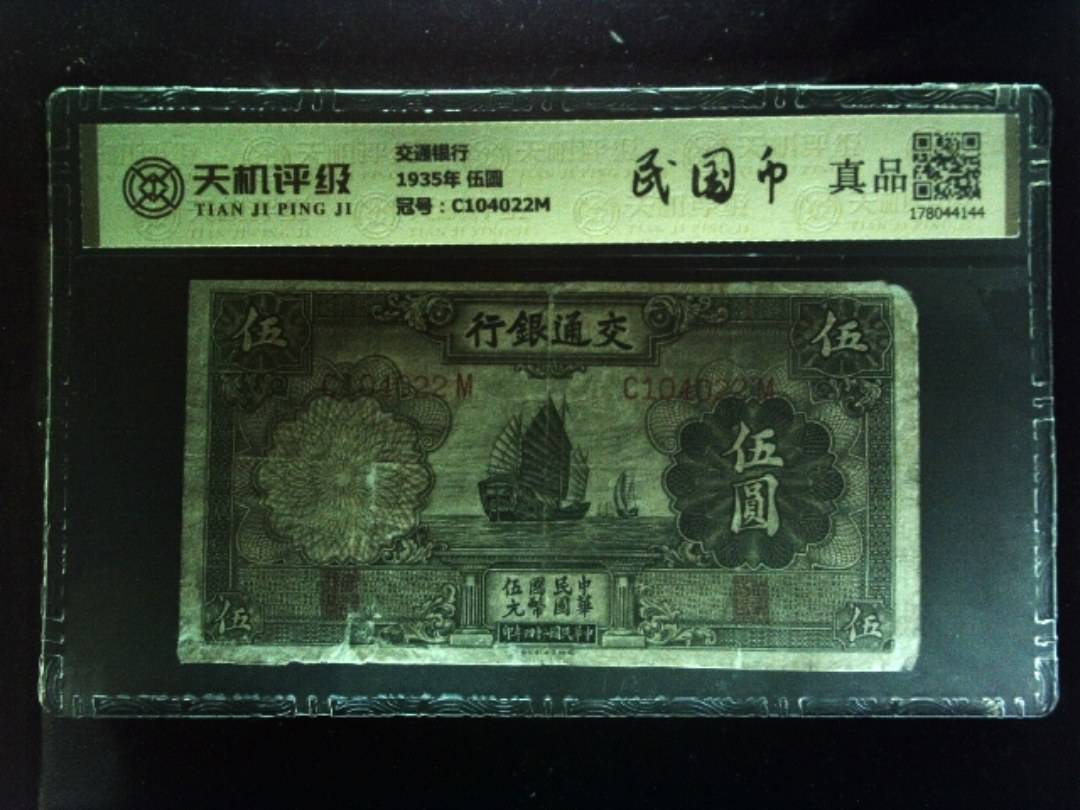 天机评级
TIAN JI PING JI
交通银行
1935年 伍圓
冠号：C104022M
民国币
真品
178044144
伍
行銀通交
伍
C104022M
C104022M
伍圓
中華
民國
國幣
伍元
伍
伍